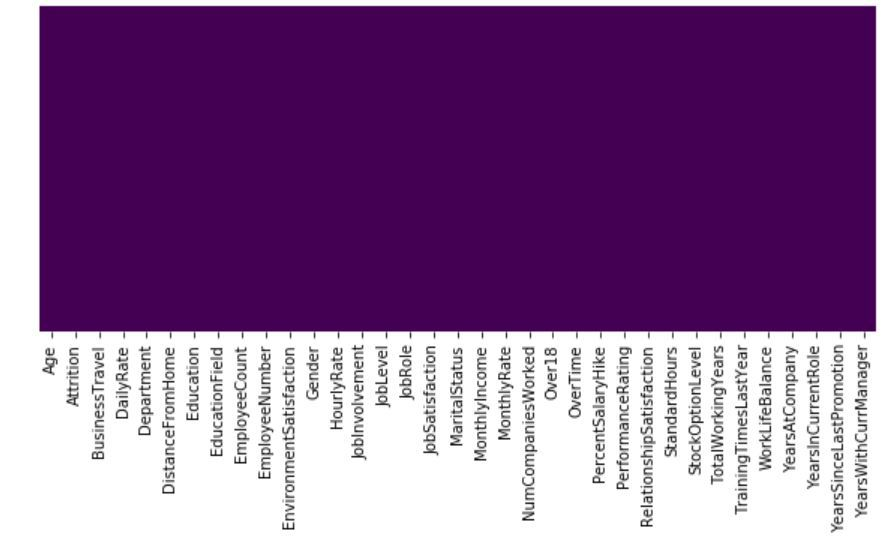 Age
Attrition
BusinessTravel
DailyRate
Department
DistanceFromHome
Education
EducationField
EmployeeCount
EmployeeNumber
EnvironmentSatisfaction
Gender
HourlyRate
JobInvolvement
JobLevel
JobRole
JobSatisfaction
MaritalStatus
MonthlyIncome
MonthlyRate
NumCompaniesWorked
Over18
OverTime
PercentSalaryHike
PerformanceRating
RelationshipSatisfaction
StandardHours
StockOptionLevel
TotalWorkingYears
TrainingTimesLastYear
WorkLifeBalance
YearsAtCompany
YearsInCurrentRole
YearsSinceLastPromotion
YearsWithCurrManager